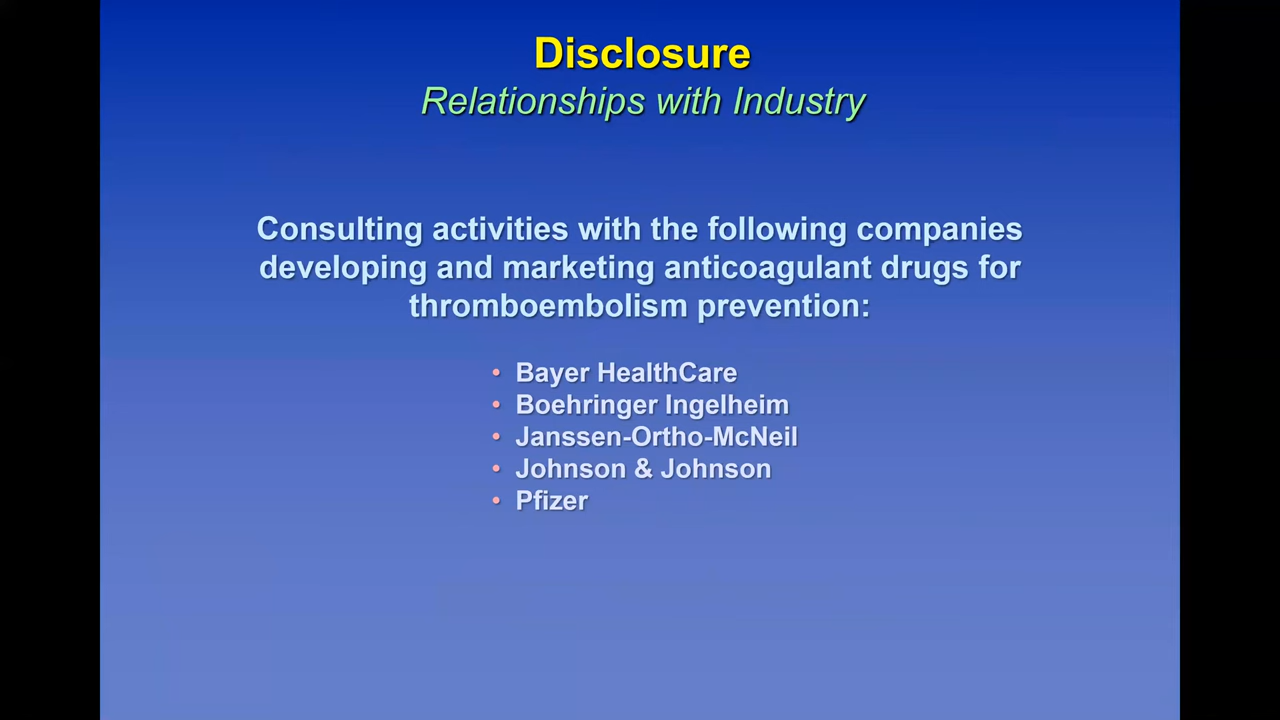 Disclosure
Relationships with Industry
Consulting activities with the following companies
developing and marketing anticoagulant drugs for
thromboembolism prevention:
• Bayer HealthCare
• Boehringer Ingelheim
• Janssen-Ortho-McNeil
• Johnson & Johnson
• Pfizer